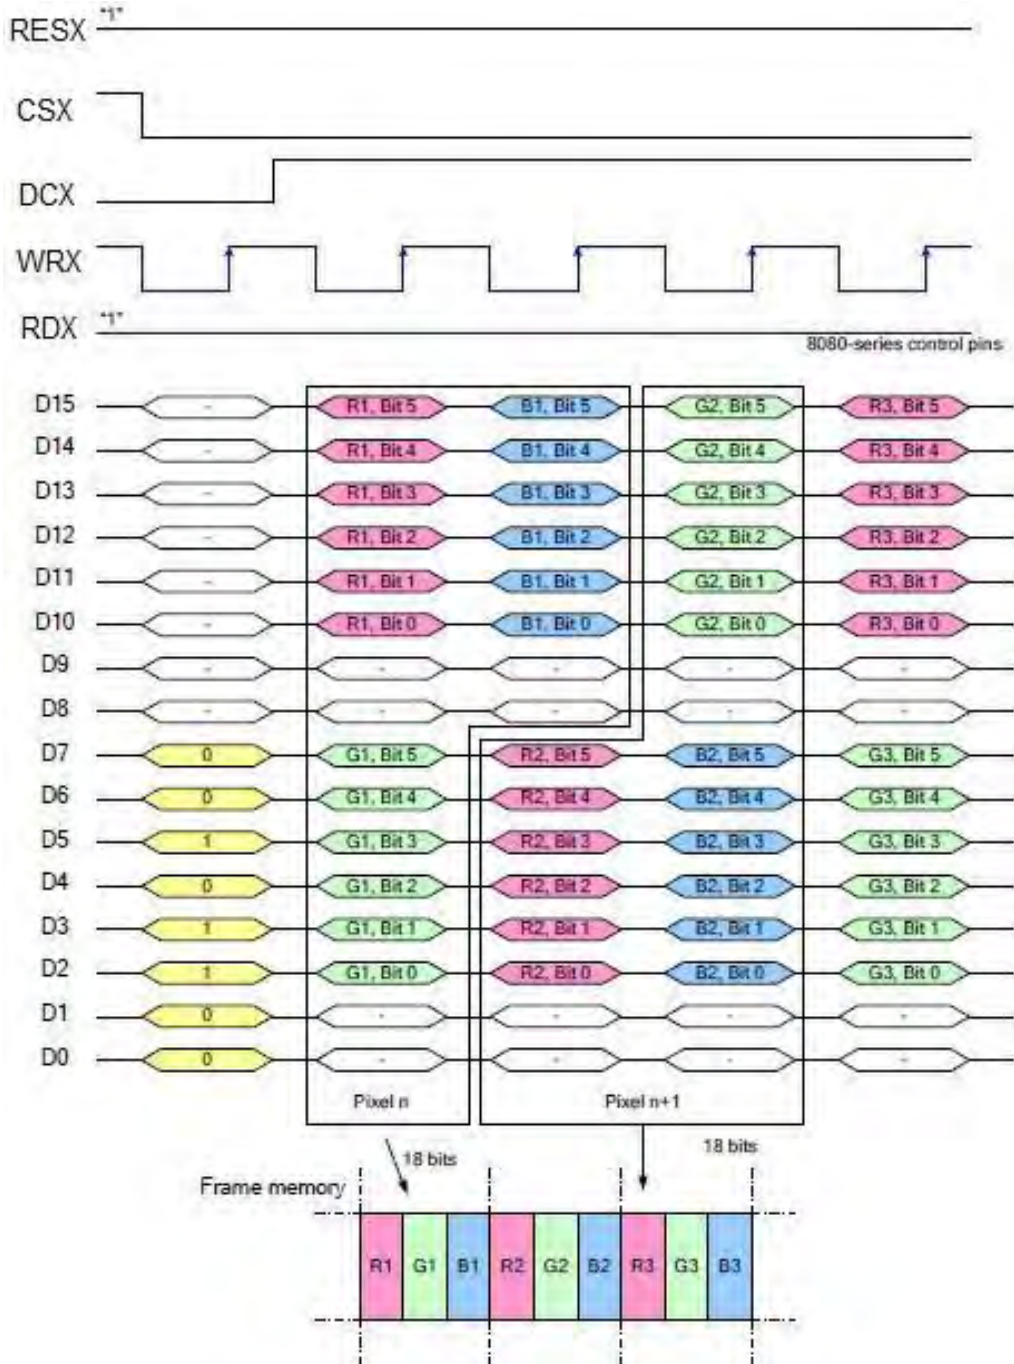 RESX "1"
CSX
DCX
WRX
RDX "1"
8080-series control pins
D15 - R1, Bit 5 B1, Bit 5 G2, Bit 5 R3, Bit 5
D14 - R1, Bit 4 B1, Bit 4 G2, Bit 4 R3, Bit 4
D13 - R1, Bit 3 B1, Bit 3 G2, Bit 3 R3, Bit 3
D12 - R1, Bit 2 B1, Bit 2 G2, Bit 2 R3, Bit 2
D11 - R1, Bit 1 B1, Bit 1 G2, Bit 1 R3, Bit 1
D10 - R1, Bit 0 B1, Bit 0 G2, Bit 0 R3, Bit 0
D9 - - - - -
D8 - - - - -
D7 0 G1, Bit 5 R2, Bit 5 B2, Bit 5 G3, Bit 5
D6 0 G1, Bit 4 R2, Bit 4 B2, Bit 4 G3, Bit 4
D5 1 G1, Bit 3 R2, Bit 3 B2, Bit 3 G3, Bit 3
D4 0 G1, Bit 2 R2, Bit 2 B2, Bit 2 G3, Bit 2
D3 1 G1, Bit 1 R2, Bit 1 B2, Bit 1 G3, Bit 1
D2 1 G1, Bit 0 R2, Bit 0 B2, Bit 0 G3, Bit 0
D1 0 - - - -
D0 0 - - - -
Pixel n Pixel n+1
18 bits 18 bits
Frame memory
R1 G1 B1 R2 G2 B2 R3 G3 B3